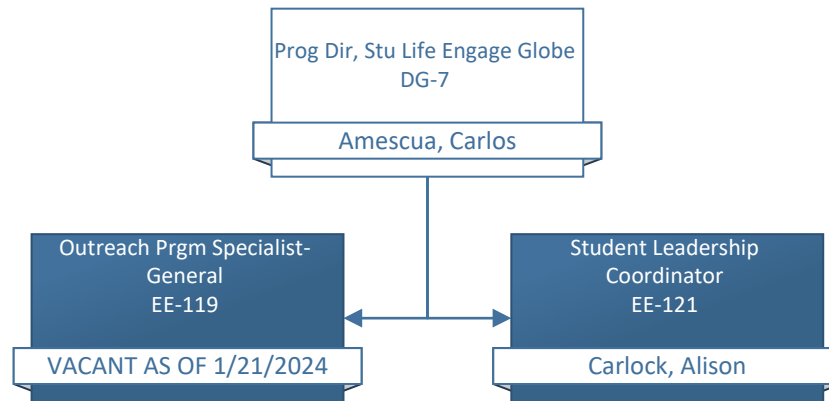 Prog Dir, Stu Life Engage Globe
DG-7
Amescua, Carlos
Outreach Prgm Specialist-
General
EE-119
VACANT AS OF 1/21/2024
Student Leadership
Coordinator
EE-121
Carlock, Alison